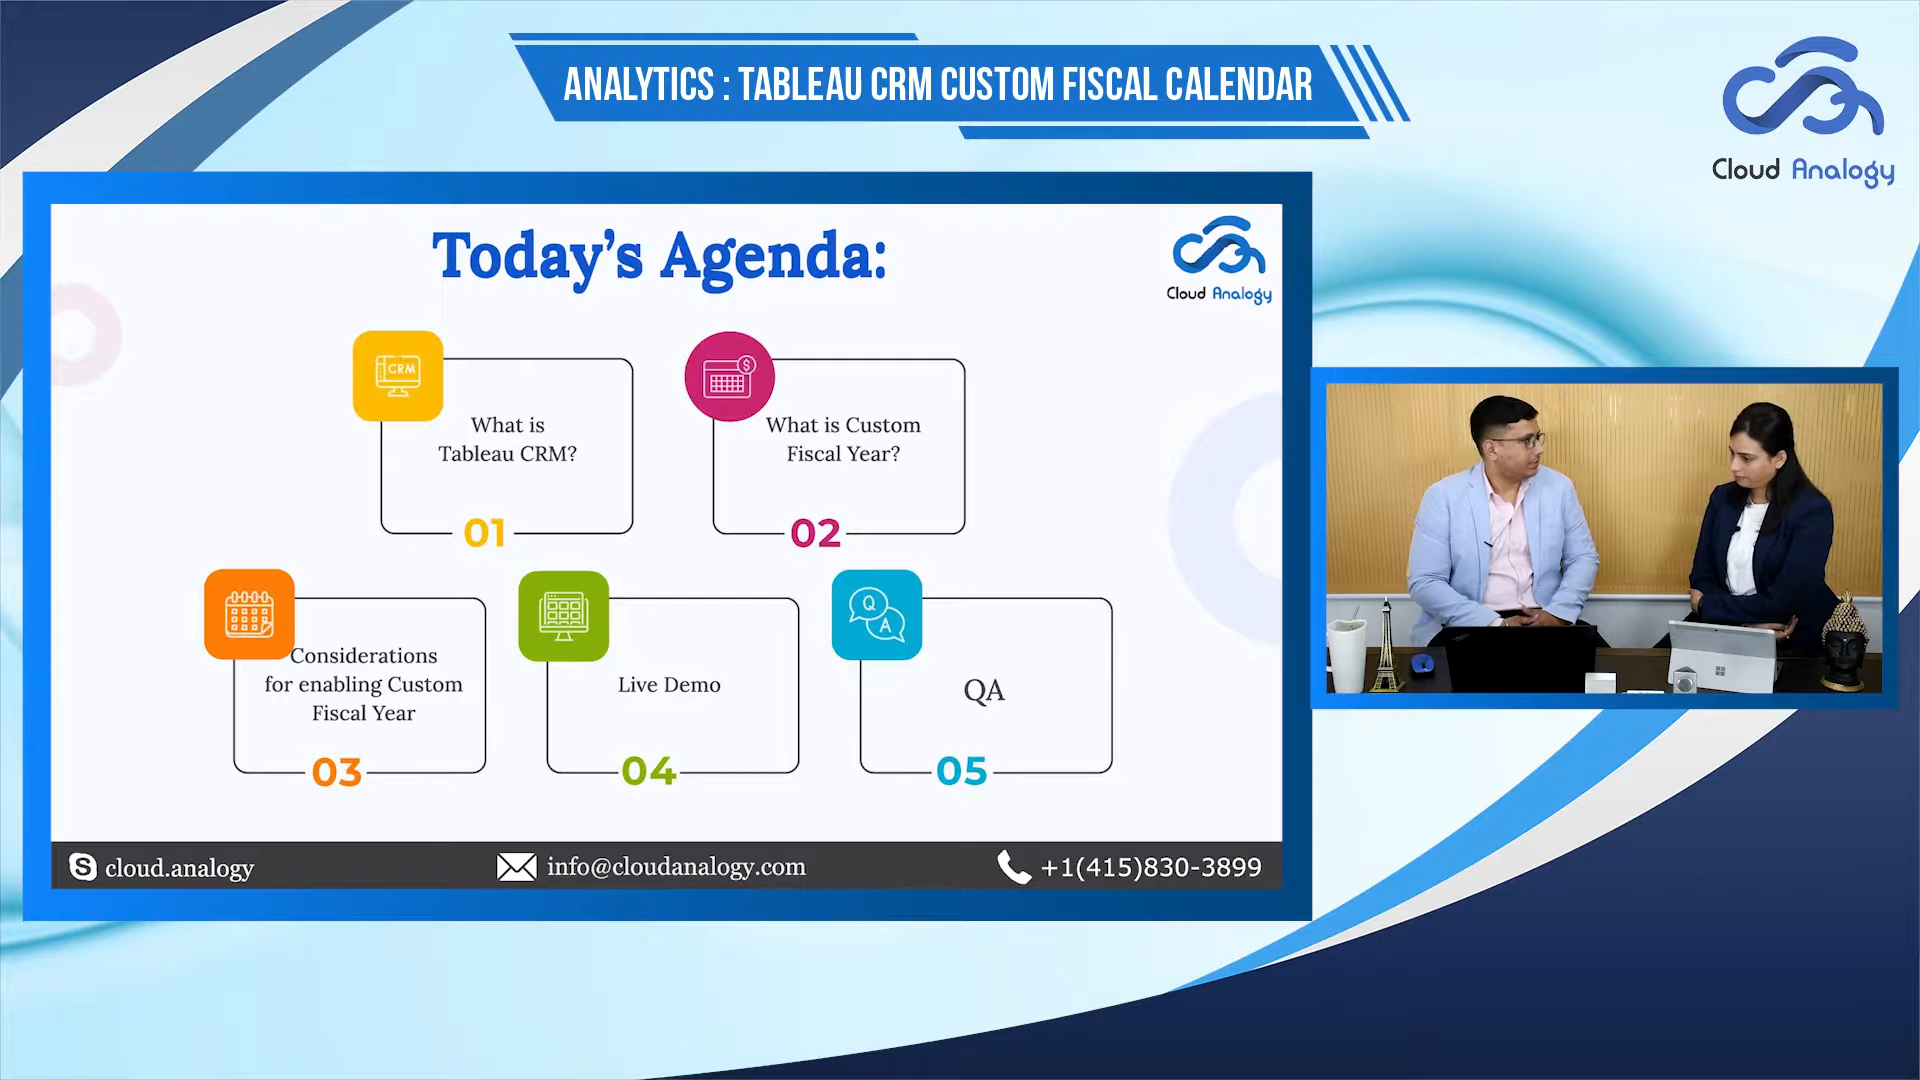 ANALYTICS : TABLEAU CRM CUSTOM FISCAL CALENDAR
Cloud Analogy
Today's Agenda:
Cloud Analogy
CRM
What is
Tableau CRM?
01
$
What is Custom
Fiscal Year?
02
Considerations
for enabling Custom
Fiscal Year
03
Live Demo
04
Q
A
QA
05
S cloud.analogy
info@cloudanalogy.com
+1(415)830-3899